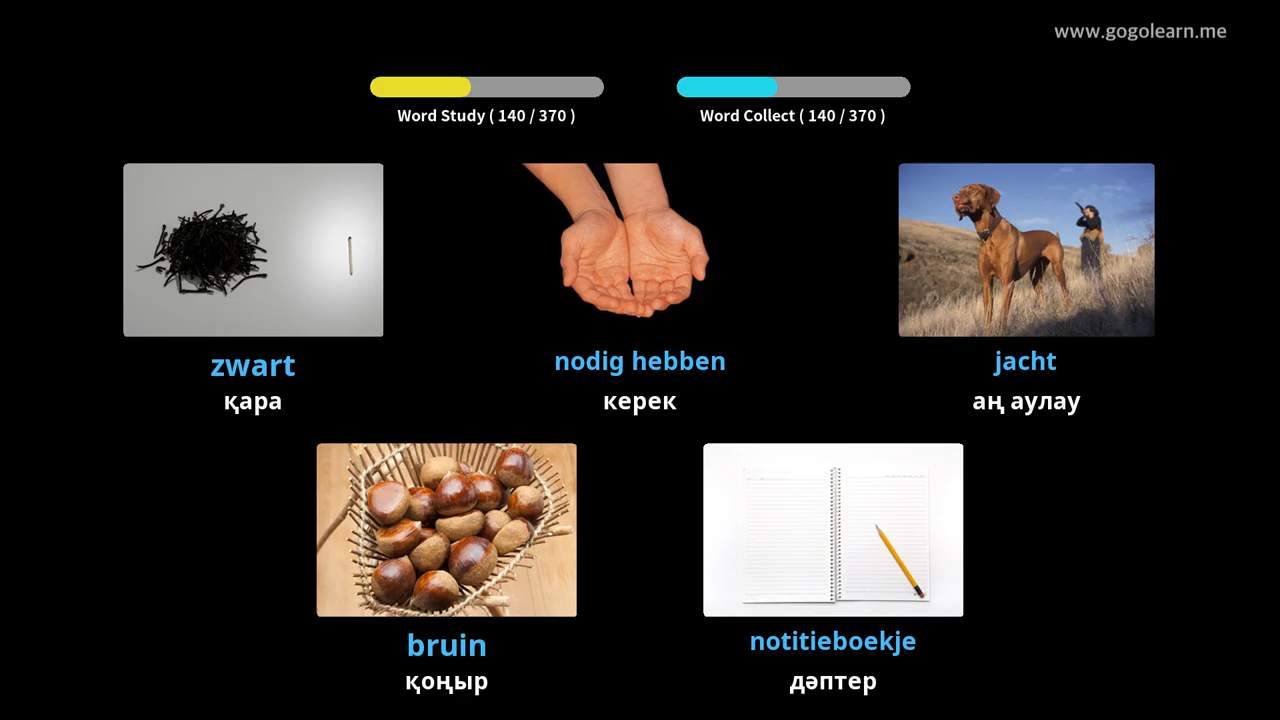 www.gogolearn.me
Word Study ( 140 / 370 )
Word Collect ( 140 / 370 )
zwart
қара
nodig hebben
керек
jacht
аң аулау
bruin
қоңыр
notitieboekje
дәптер